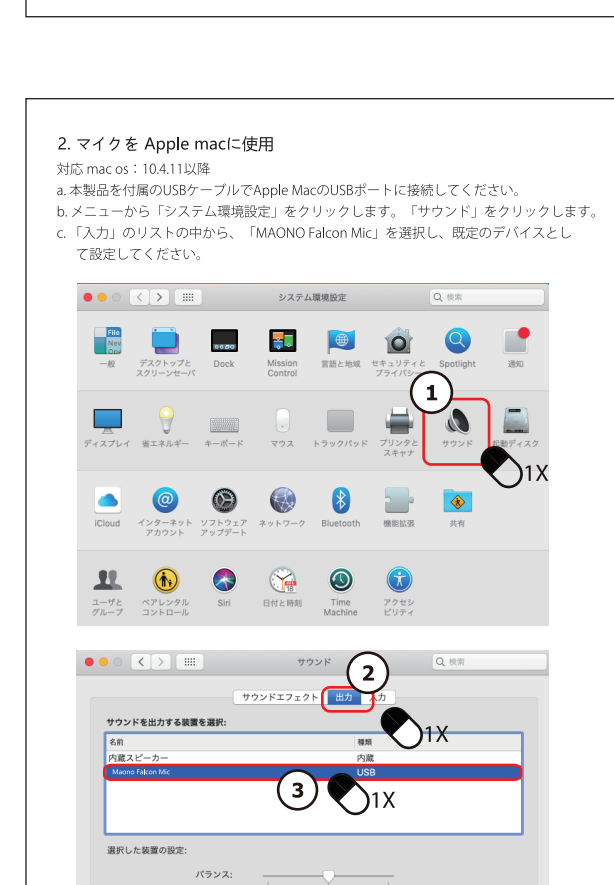 2. マイクを Apple macに使用
対応 mac os：10.4.11以降
a. 本製品を付属のUSBケーブルでApple MacのUSBポートに接続してください。
b. メニューから「システム環境設定」をクリックします。「サウンド」をクリックします。
c. 「入力」のリストの中から、「MAONO Falcon Mic」を選択し、既定のデバイスとし
て設定してください。
システム環境設定
検索
File
New
一般
デスクトップと
スクリーンセーバ
Dock
Mission
Control
言語と地域
セキュリティと
プライバシー
Spotlight
通知
1
ディスプレイ
省エネルギー
キーボード
マウス
トラックパッド
プリンタと
スキャナ
サウンド
起動ディスク
1X
iCloud
インターネット
アカウント
ソフトウェア
アップデート
ネットワーク
Bluetooth
機能拡張
共有
18
ユーザと
グループ
ペアレンタル
コントロール
Siri
日付と時刻
Time
Machine
アクセシ
ビリティ
サウンド
検索
2
サウンドエフェクト 出力 入力
1X
サウンドを出力する装置を選択:
名前 種類
内蔵スピーカー 内蔵
Maono Falcon Mic USB
3
1X
選択した装置の設定:
バランス: